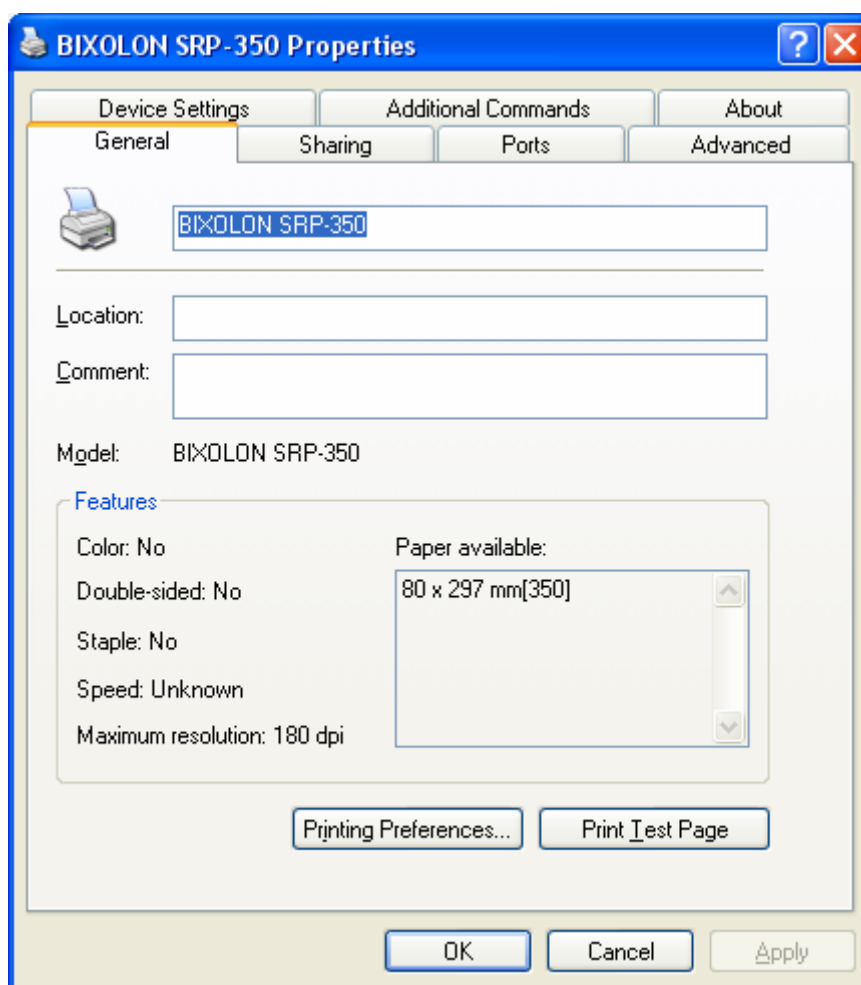 BIXOLON SRP-350 Properties
Device Settings Additional Commands About
General Sharing Ports Advanced
BIXOLON SRP-350
Location:
Comment:
Model: BIXOLON SRP-350
Features
Color: No Paper available:
80 x 297 mm[350]
Double-sided: No
Staple: No
Speed: Unknown
Maximum resolution: 180 dpi
Printing Preferences... Print Test Page
OK Cancel Apply